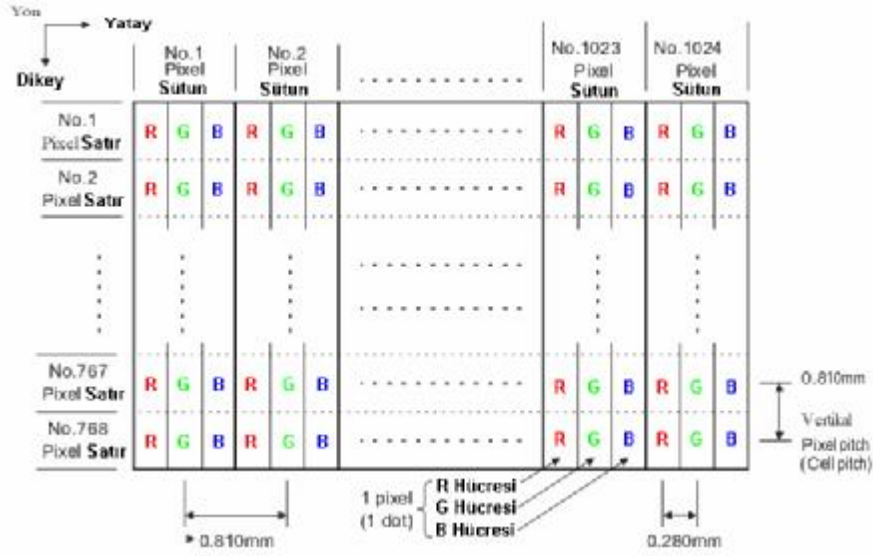 Yön
Yatay
Dikey
No.1
Pixel
Sütun
No.2
Pixel
Sütun
No.1023
Pixel
Sütun
No.1024
Pixel
Sütun
No.1
Pixel Satır
R G B R G B R G B R G B
No.2
Pixel Satır
R G B R G B R G B R G B
No.767
Pixel Satır
R G B R G B R G B R G B
No.768
Pixel Satır
R G B R G B R G B R G B
0.810mm
Vertikal
Pixel pitch
(Cell pitch)
1 pixel
(1 dot)
R Hücresi
G Hücresi
B Hücresi
0.810mm
0.280mm